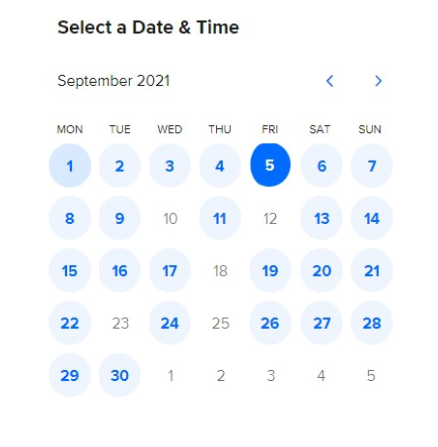 Select a Date & Time
September 2021
MON TUE WED THU FRI SAT SUN
1 2 3 4 5 6 7
8 9 10 11 12 13 14
15 16 17 18 19 20 21
22 23 24 25 26 27 28
29 30 1 2 3 4 5